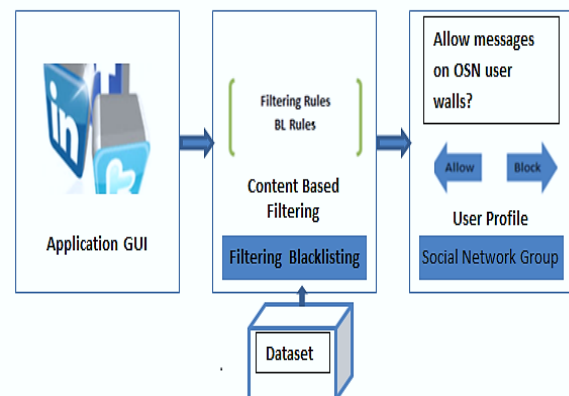 in
Application GUI
Filtering Rules
BL Rules
Content Based
Filtering
Filtering Blacklisting
Dataset
Allow messages
on OSN user
walls?
Allow
Block
User Profile
Social Network Group